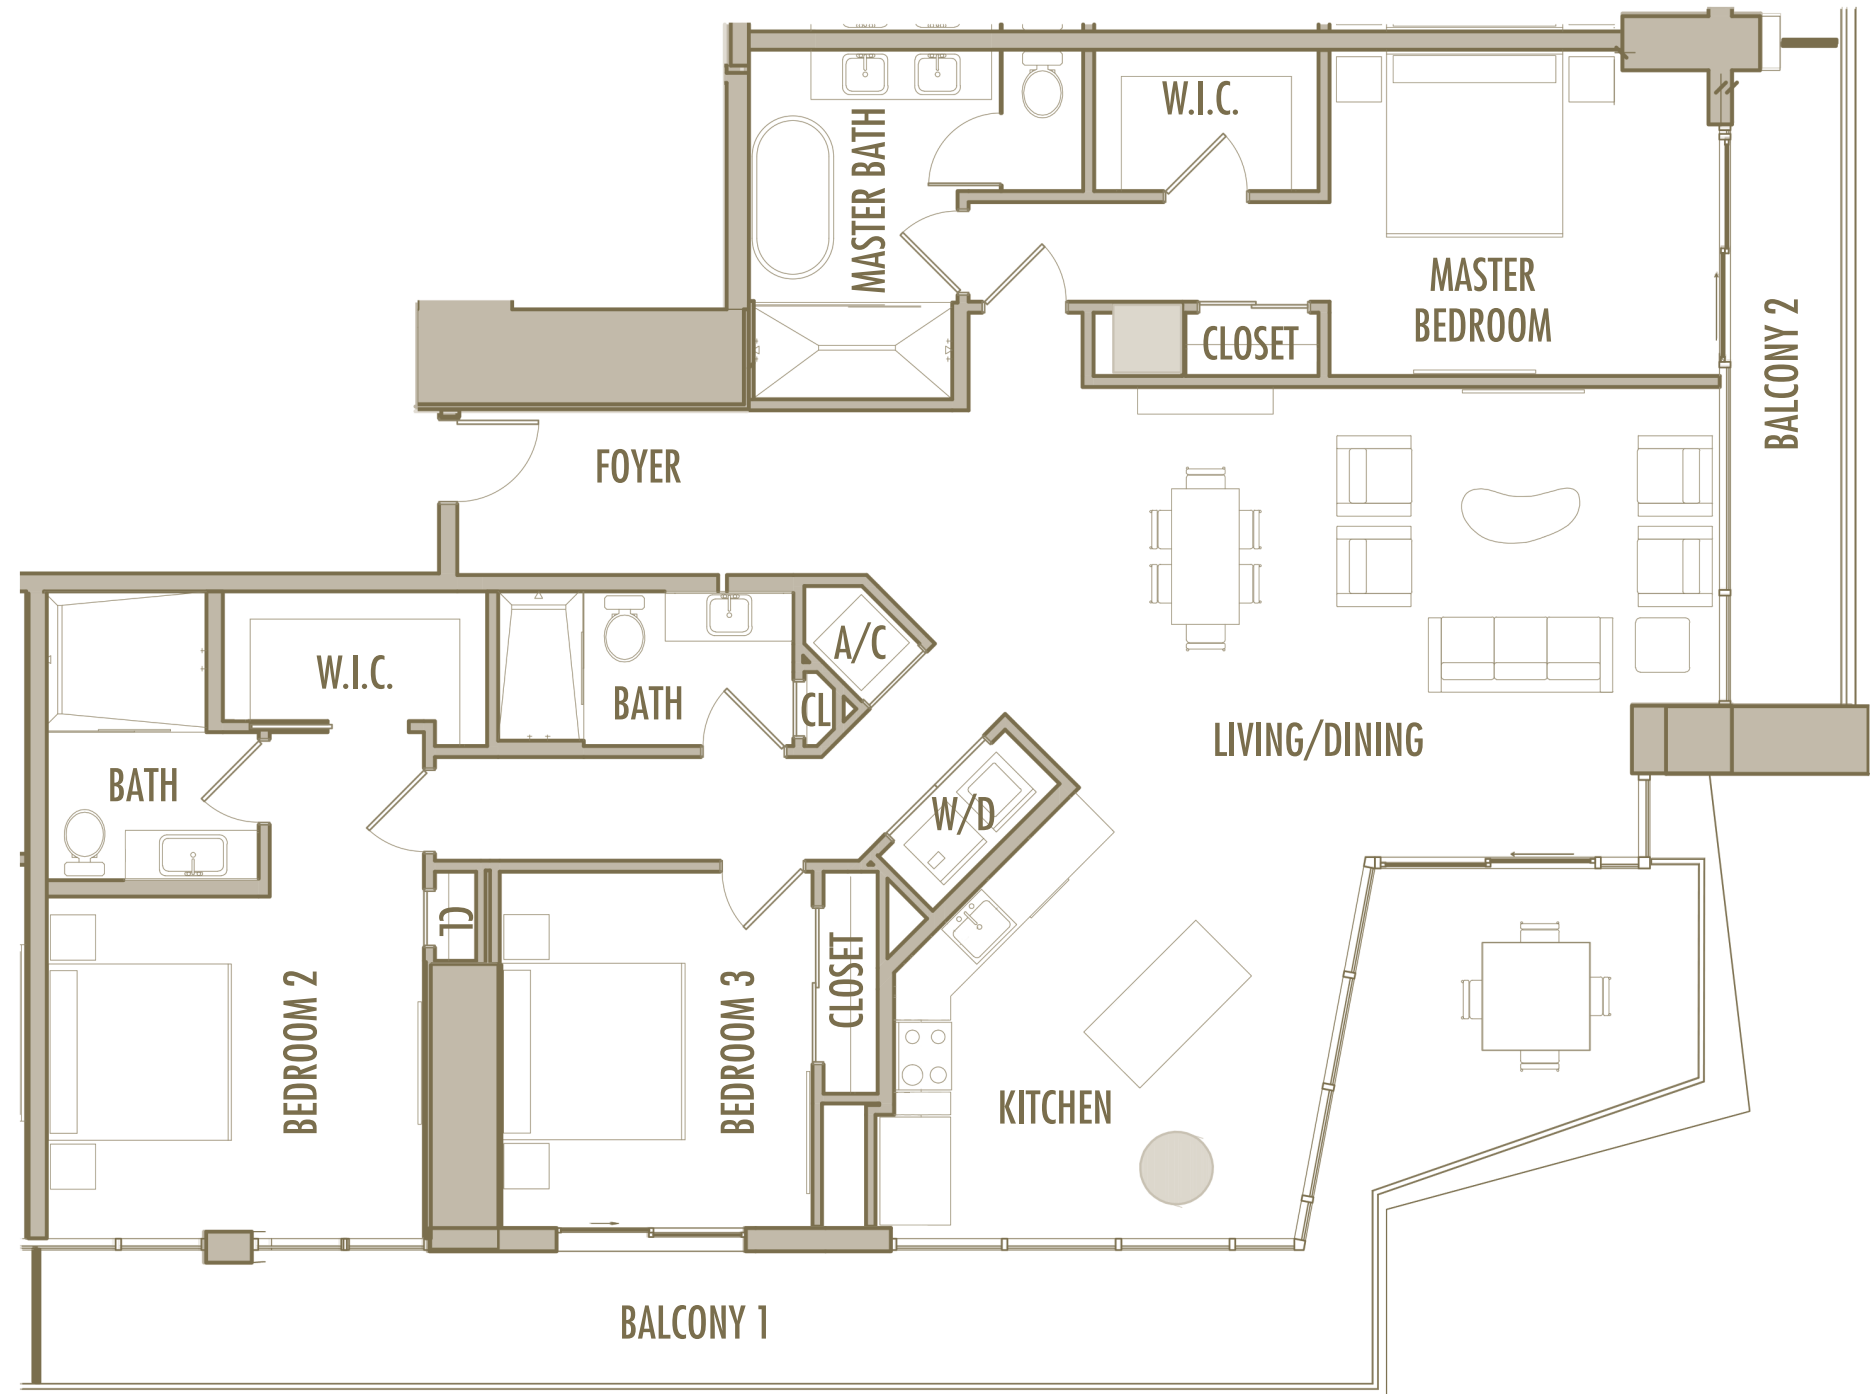 W.I.C.
MASTER BATH
MASTER
BEDROOM
CLOSET
BALCONY 2
FOYER
A/C
W.I.C.
BATH
CL
LIVING/DINING
BATH
W/D
CL
CLOSET
BEDROOM 2
BEDROOM 3
KITCHEN
BALCONY 1